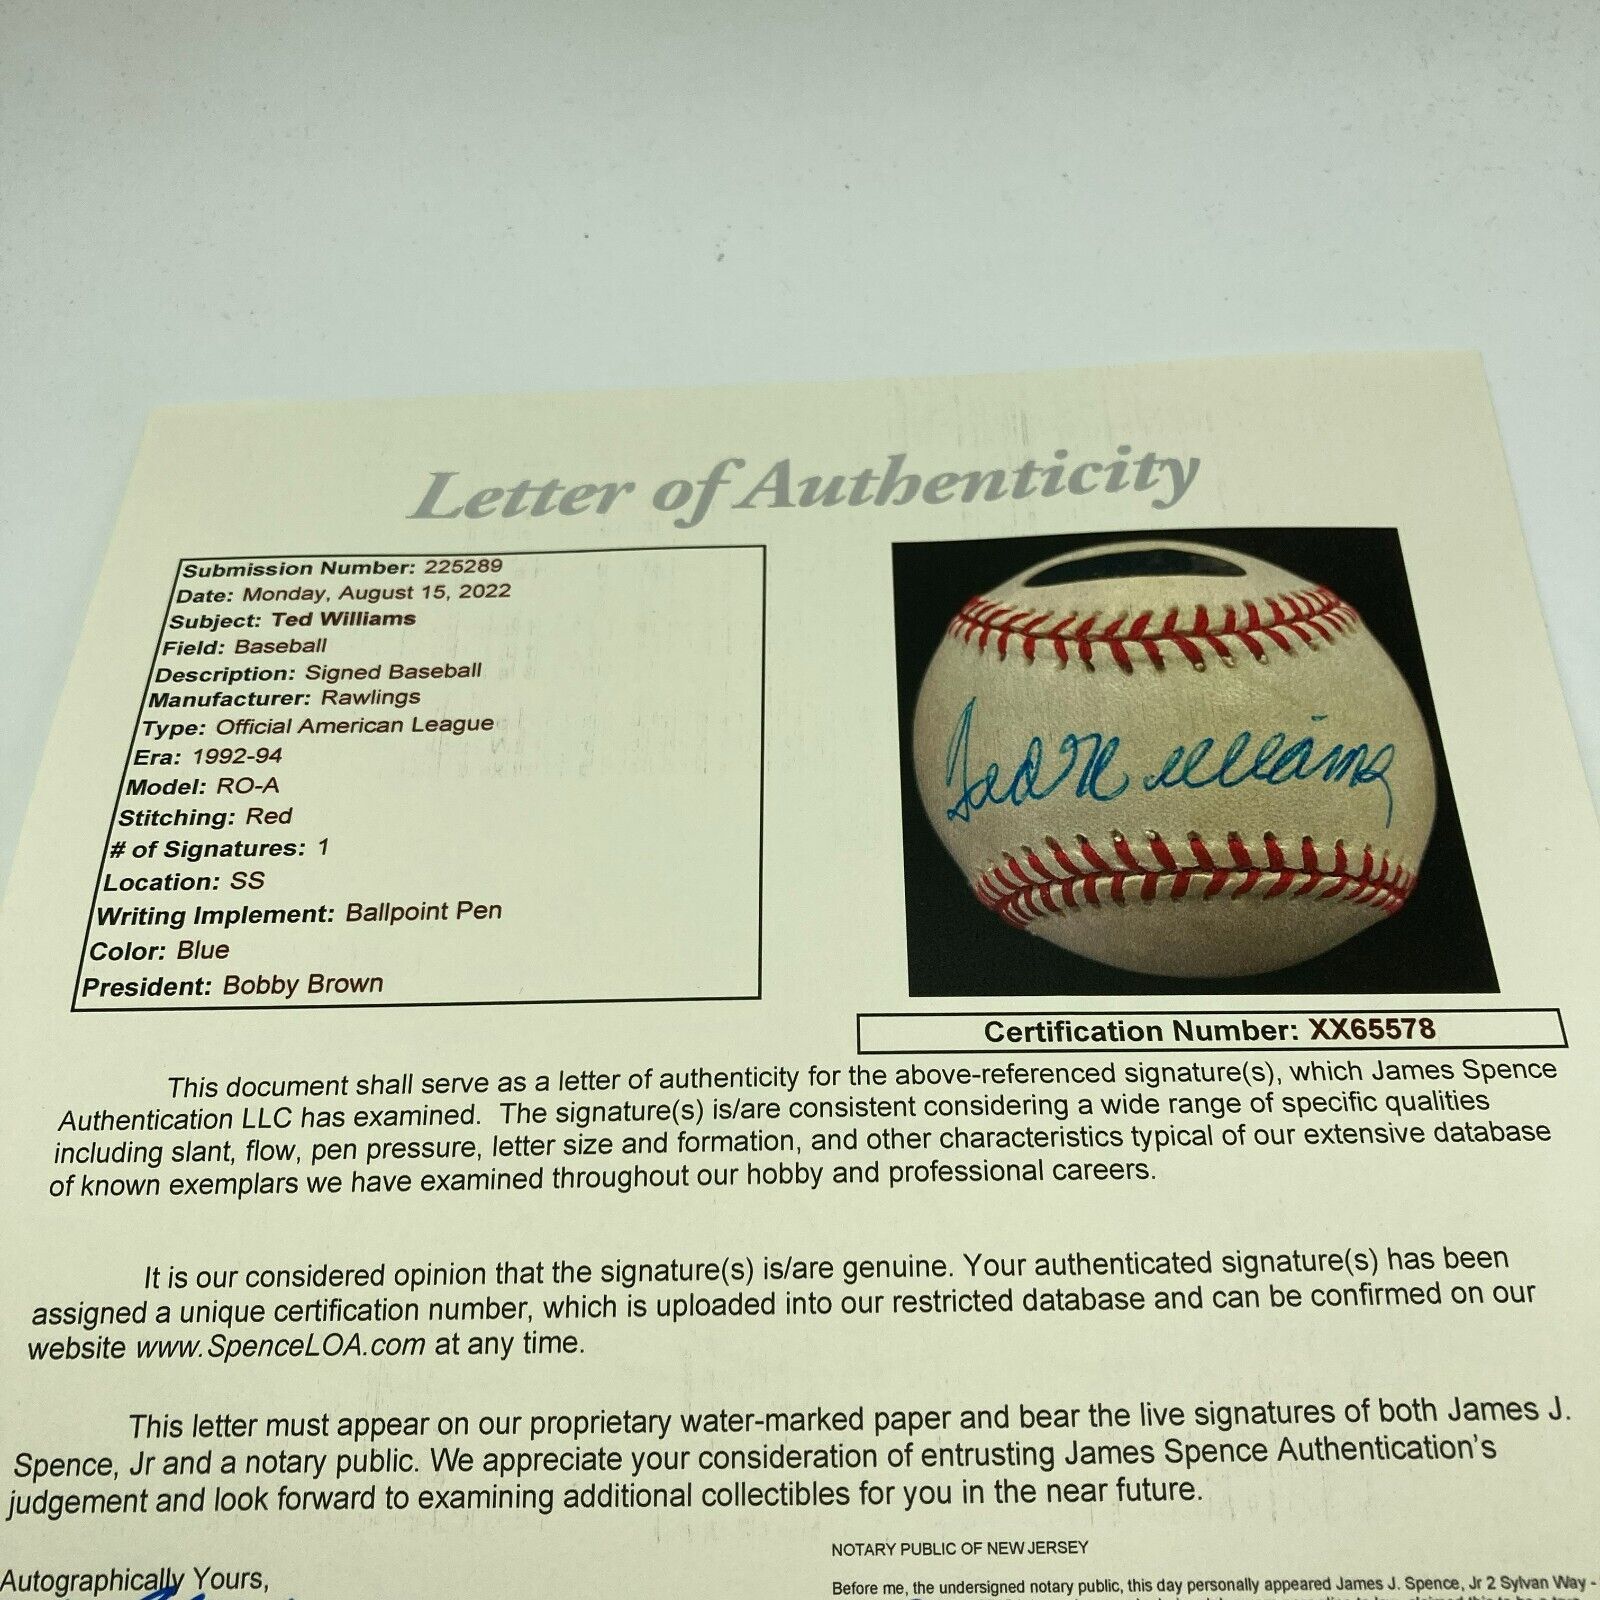 Letter of Authenticity
Submission Number: 225289
Date: Monday, August 15, 2022
Subject: Ted Williams
Field: Baseball
Description: Signed Baseball
Manufacturer: Rawlings
Type: Official American League
Era: 1992-94
Model: RO-A
Stitching: Red
# of Signatures: 1
Location: SS
Writing Implement: Ballpoint Pen
Color: Blue
President: Bobby Brown
Ted Williams
Certification Number: XX65578
This document shall serve as a letter of authenticity for the above-referenced signature(s), which James Spence
Authentication LLC has examined. The signature(s) is/are consistent considering a wide range of specific qualities
including slant, flow, pen pressure, letter size and formation, and other characteristics typical of our extensive database
of known exemplars we have examined throughout our hobby and professional careers.
It is our considered opinion that the signature(s) is/are genuine. Your authenticated signature(s) has been
assigned a unique certification number, which is uploaded into our restricted database and can be confirmed on our
website www.SpenceLOA.com at any time.
This letter must appear on our proprietary water-marked paper and bear the live signatures of both James J.
Spence, Jr and a notary public. We appreciate your consideration of entrusting James Spence Authentication's
judgement and look forward to examining additional collectibles for you in the near future.
Autographically Yours,
NOTARY PUBLIC OF NEW JERSEY
Before me, the undersigned notary public, this day personally appeared James J. Spence, Jr 2 Sylvan Way -